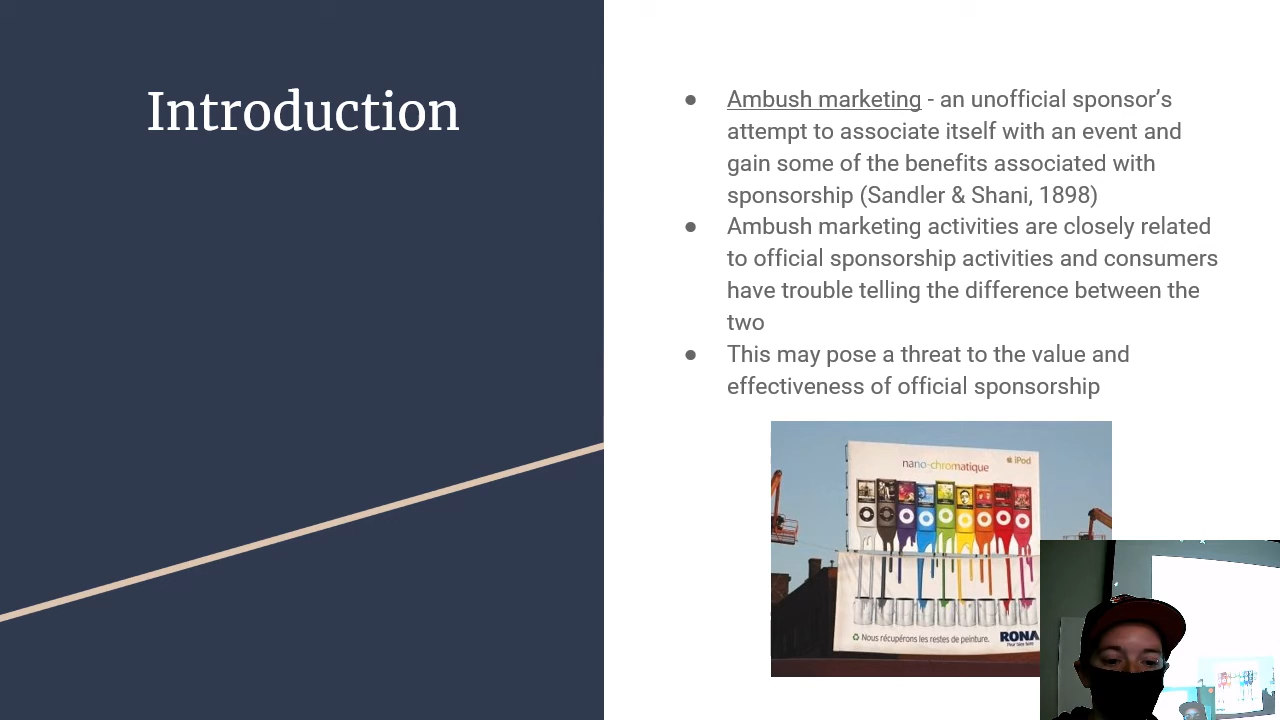 Introduction
● Ambush marketing - an unofficial sponsor's
attempt to associate itself with an event and
gain some of the benefits associated with
sponsorship (Sandler & Shani, 1898)
● Ambush marketing activities are closely related
to official sponsorship activities and consumers
have trouble telling the difference between the
two
● This may pose a threat to the value and
effectiveness of official sponsorship
nano-chromatique
iPod
Nous récupérons les restes de peinture.
RONA